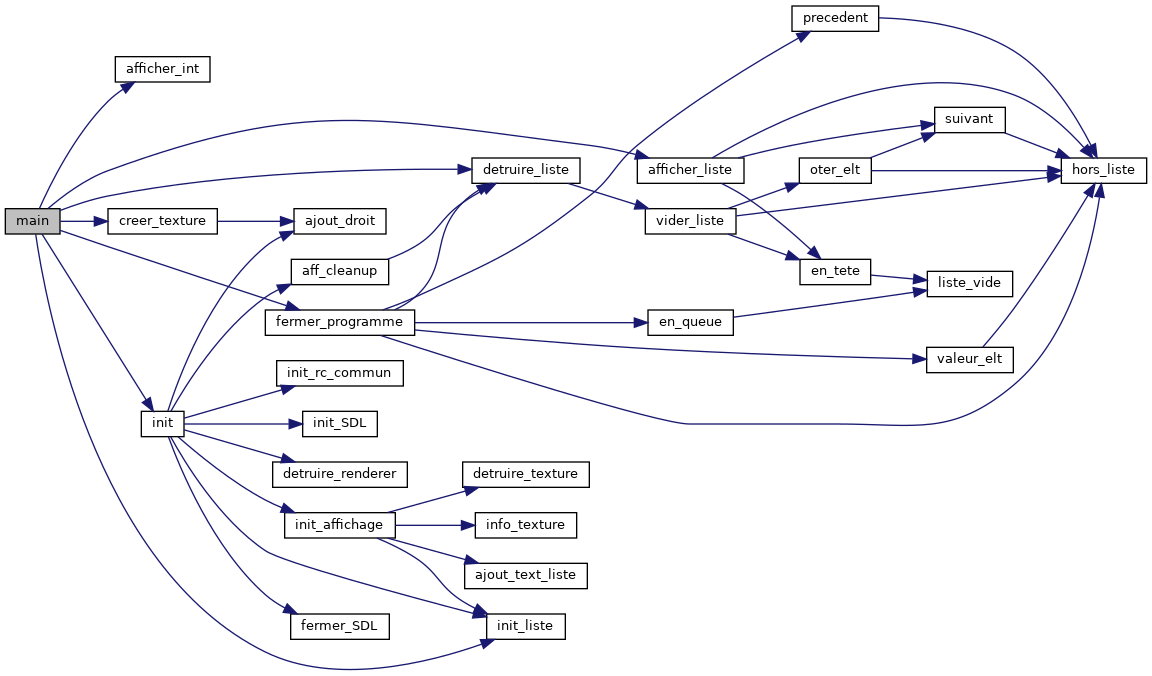 precedent
afficher_int
suivant
detruire_liste
afficher_liste
oter_elt
hors_liste
main
creer_texture
ajout_droit
vider_liste
aff_cleanup
en_tete
liste_vide
fermer_programme
en_queue
valeur_elt
init_rc_commun
init
init_SDL
detruire_renderer
detruire_texture
init_affichage
info_texture
ajout_text_liste
fermer_SDL
init_liste